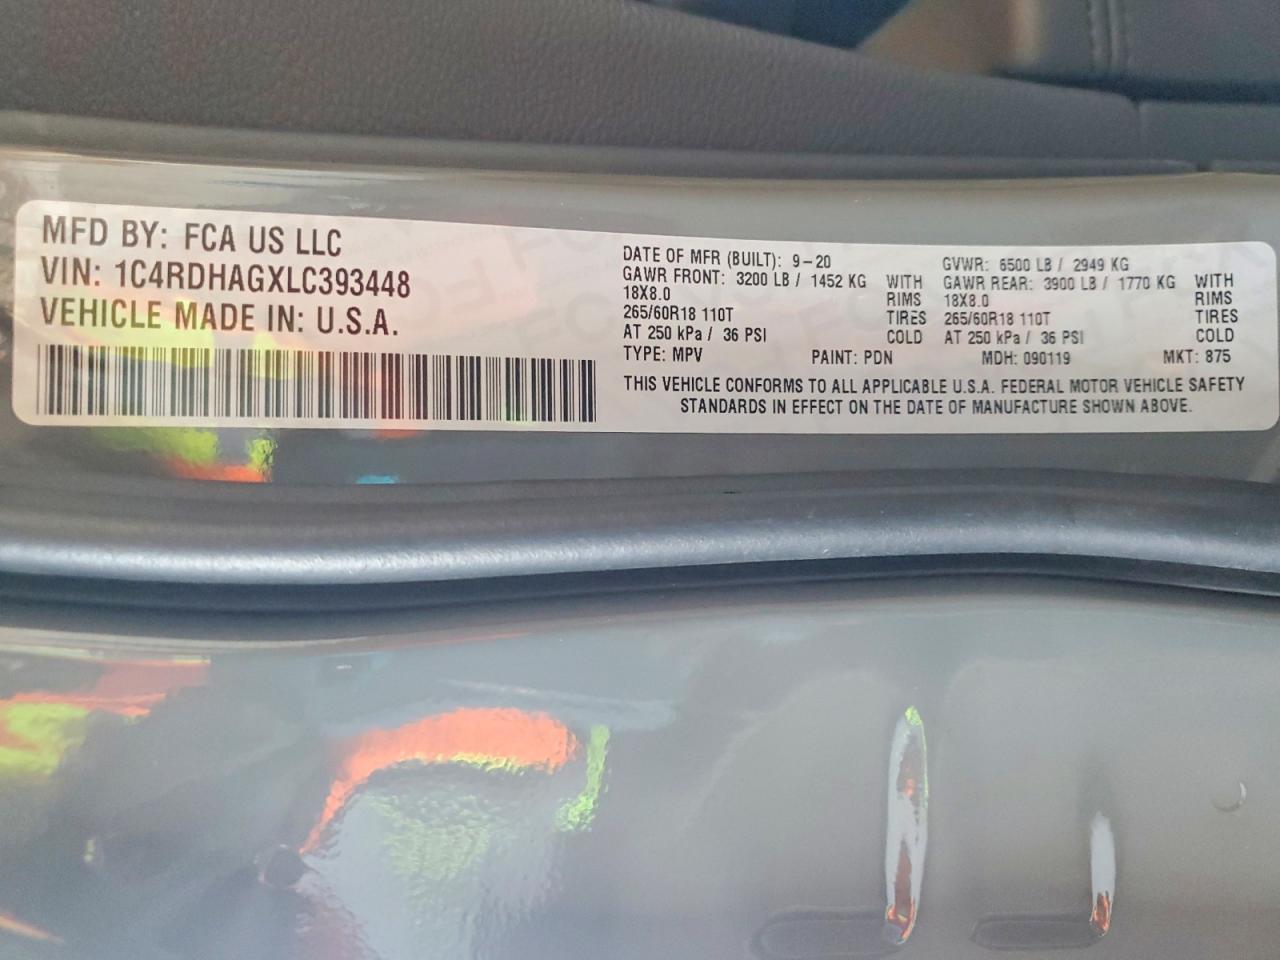 MFD BY: FCA US LLC
VIN: 1C4RDHAGXLC393448
VEHICLE MADE IN: U.S.A.
DATE OF MFR (BUILT): 9-20 GVWR: 6500 LB / 2949 KG
GAWR FRONT: 3200 LB / 1452 KG WITH GAWR REAR: 3900 LB / 1770 KG WITH
18X8.0 RIMS 18X8.0 RIMS
265/60R18 110T TIRES 265/60R18 110T TIRES
AT 250 kPa / 36 PSI COLD AT 250 kPa / 36 PSI COLD
TYPE: MPV PAINT: PDN MDH: 090119 MKT: 875
THIS VEHICLE CONFORMS TO ALL APPLICABLE U.S.A. FEDERAL MOTOR VEHICLE SAFETY
STANDARDS IN EFFECT ON THE DATE OF MANUFACTURE SHOWN ABOVE.